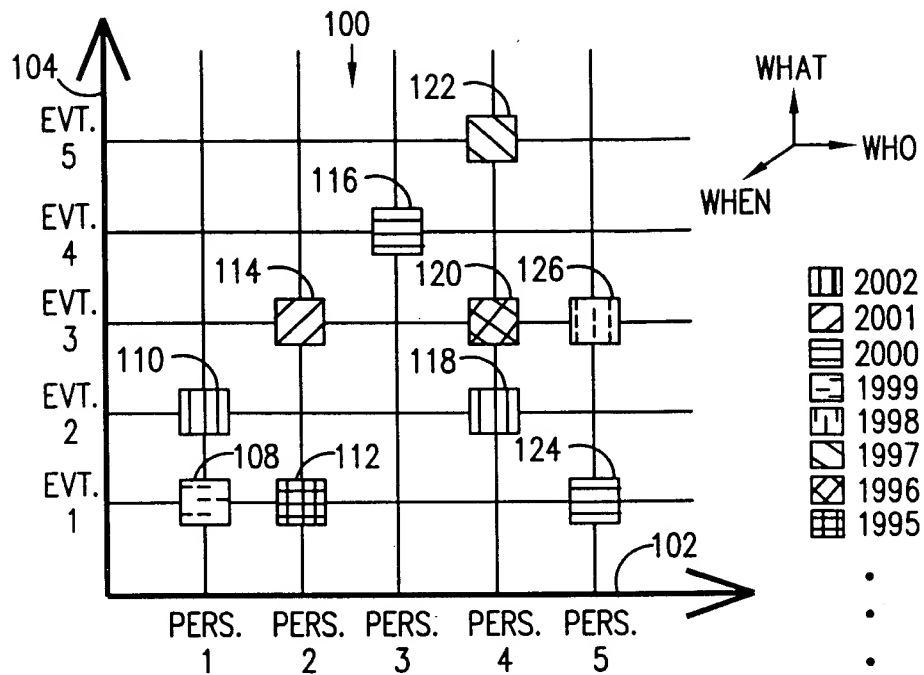 100
104
122
WHAT
WHO
WHEN
EVT.
5
116
EVT.
4
114
120
126
EVT.
3
110
118
EVT.
2
108
112
124
EVT.
1
102
2002
2001
2000
1999
1998
1997
1996
1995
PERS.
1
PERS.
2
PERS.
3
PERS.
4
PERS.
5